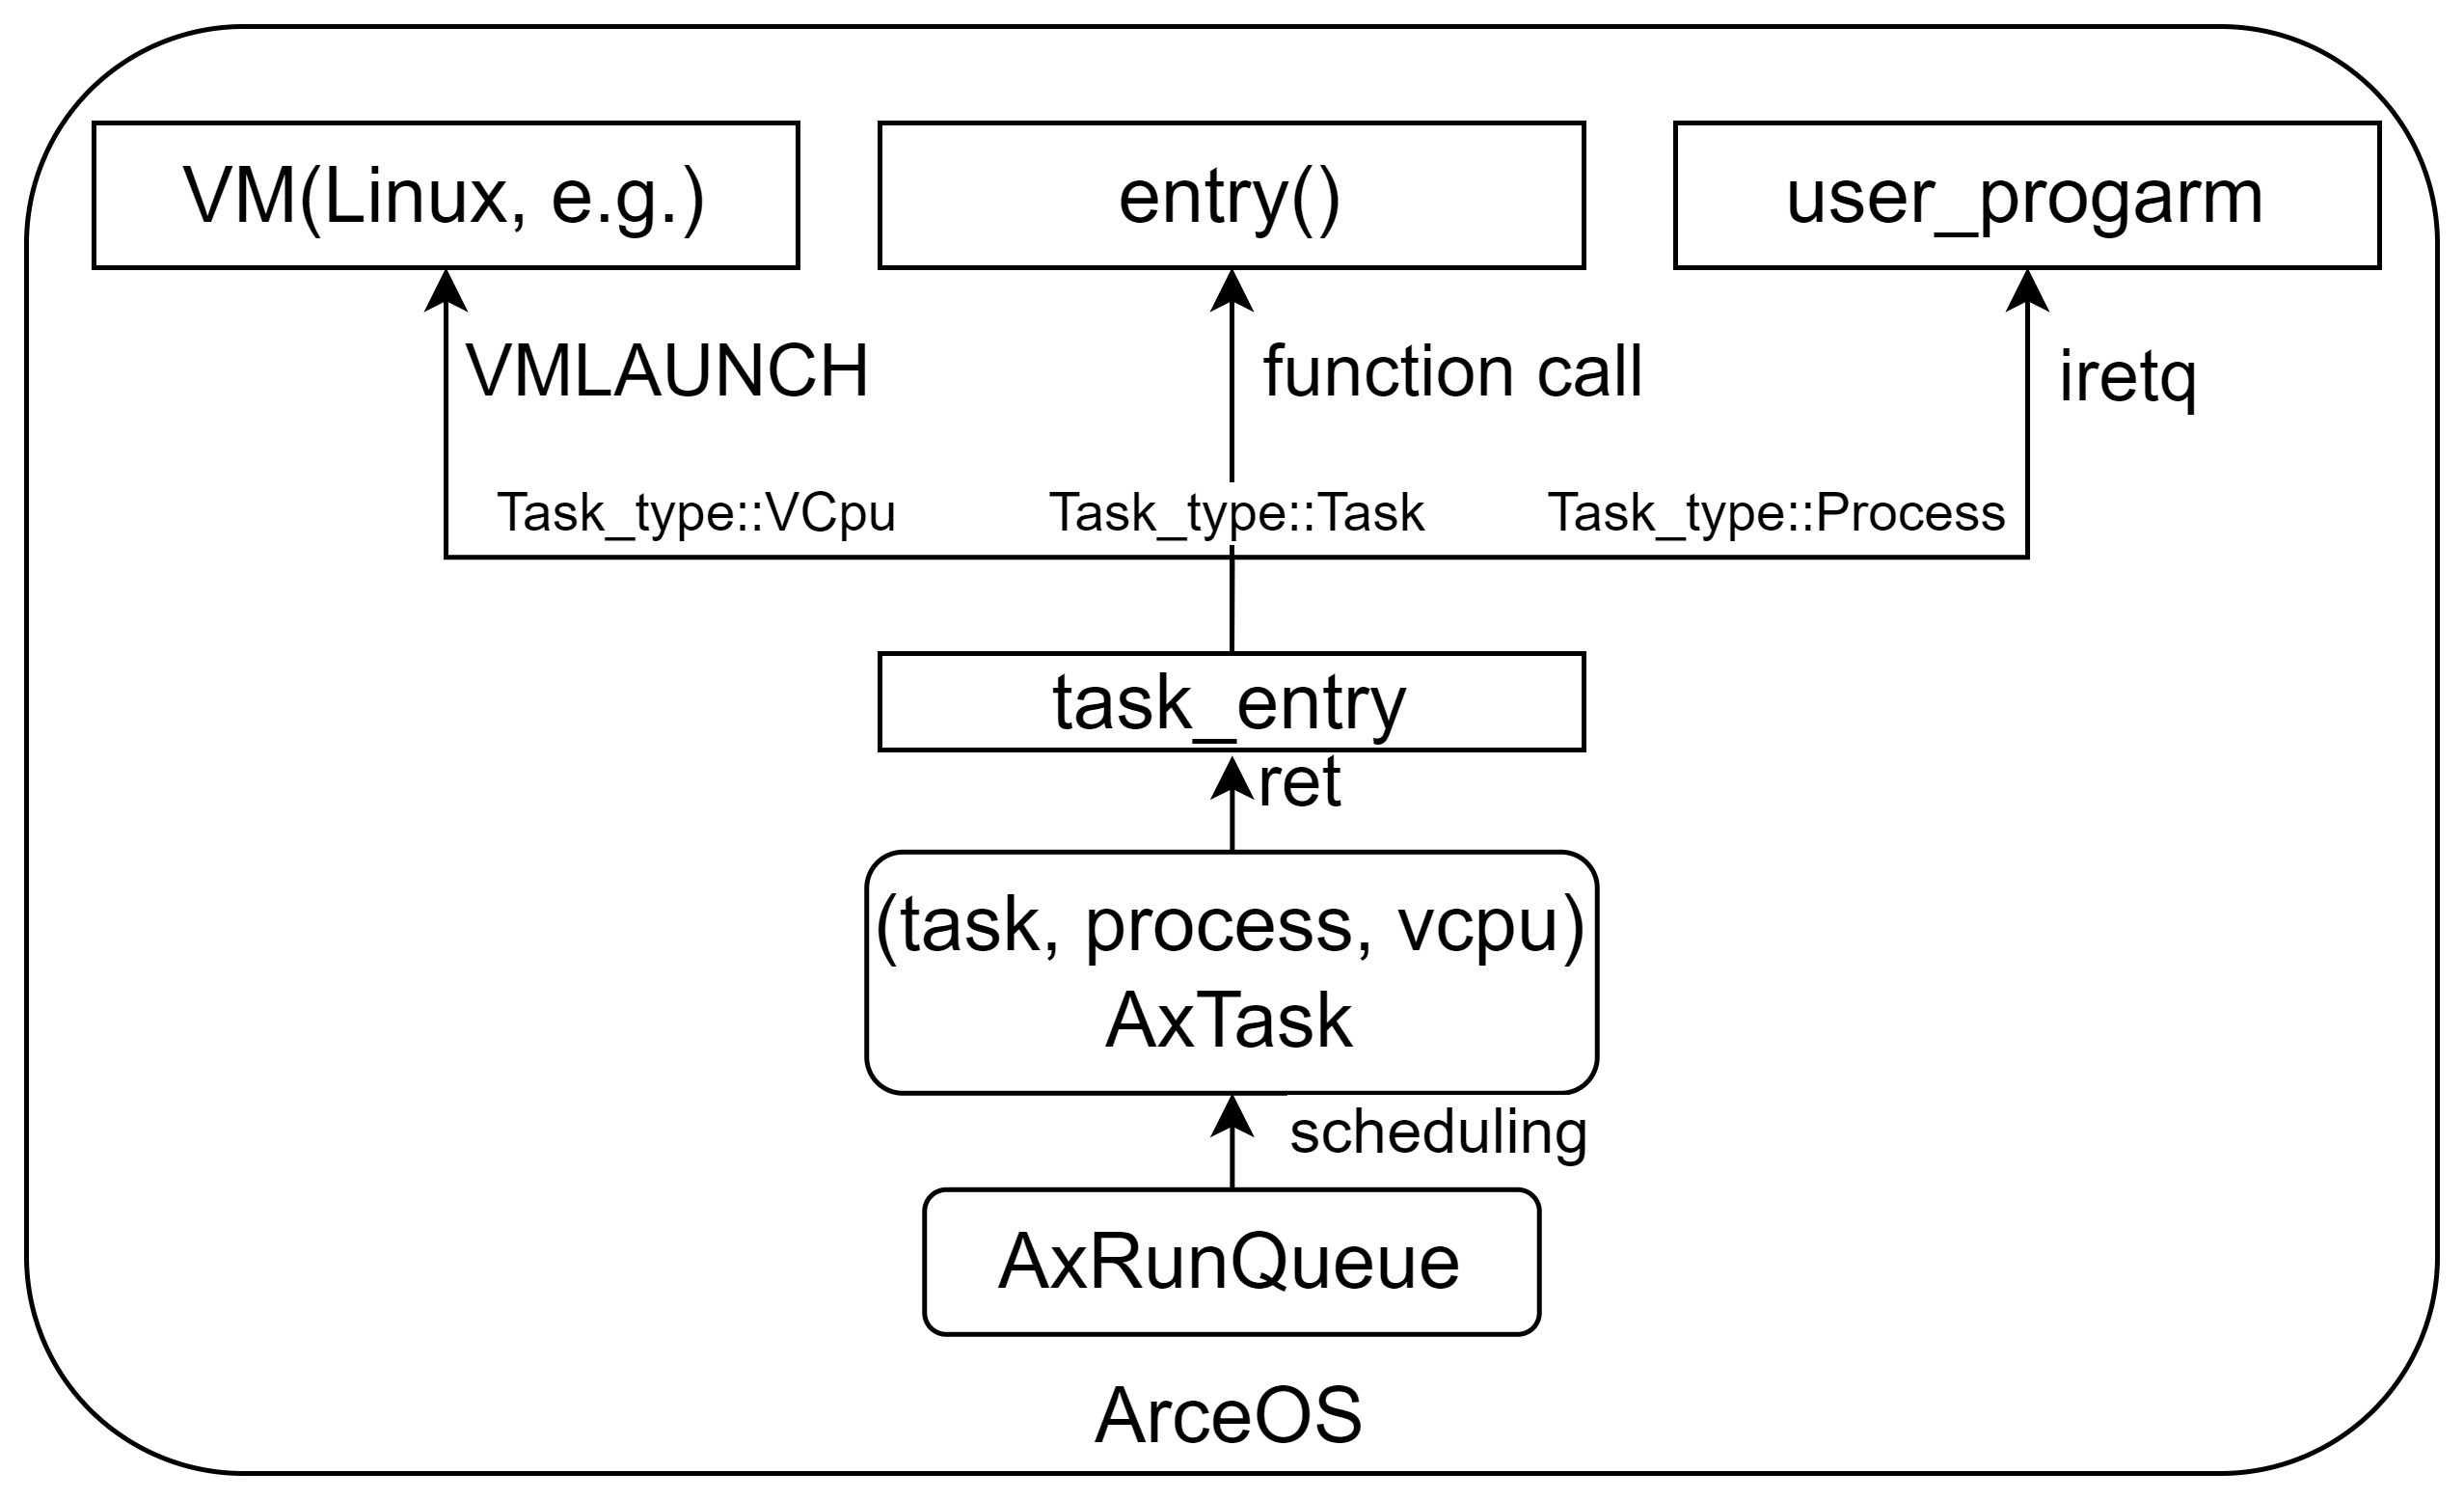 VM(Linux, e.g.)
entry()
user_progarm
VMLAUNCH
function call
iretq
Task_type::VCpu
Task_type::Task
Task_type::Process
task_entry
ret
(task, process, vcpu)
AxTask
scheduling
AxRunQueue
ArceOS